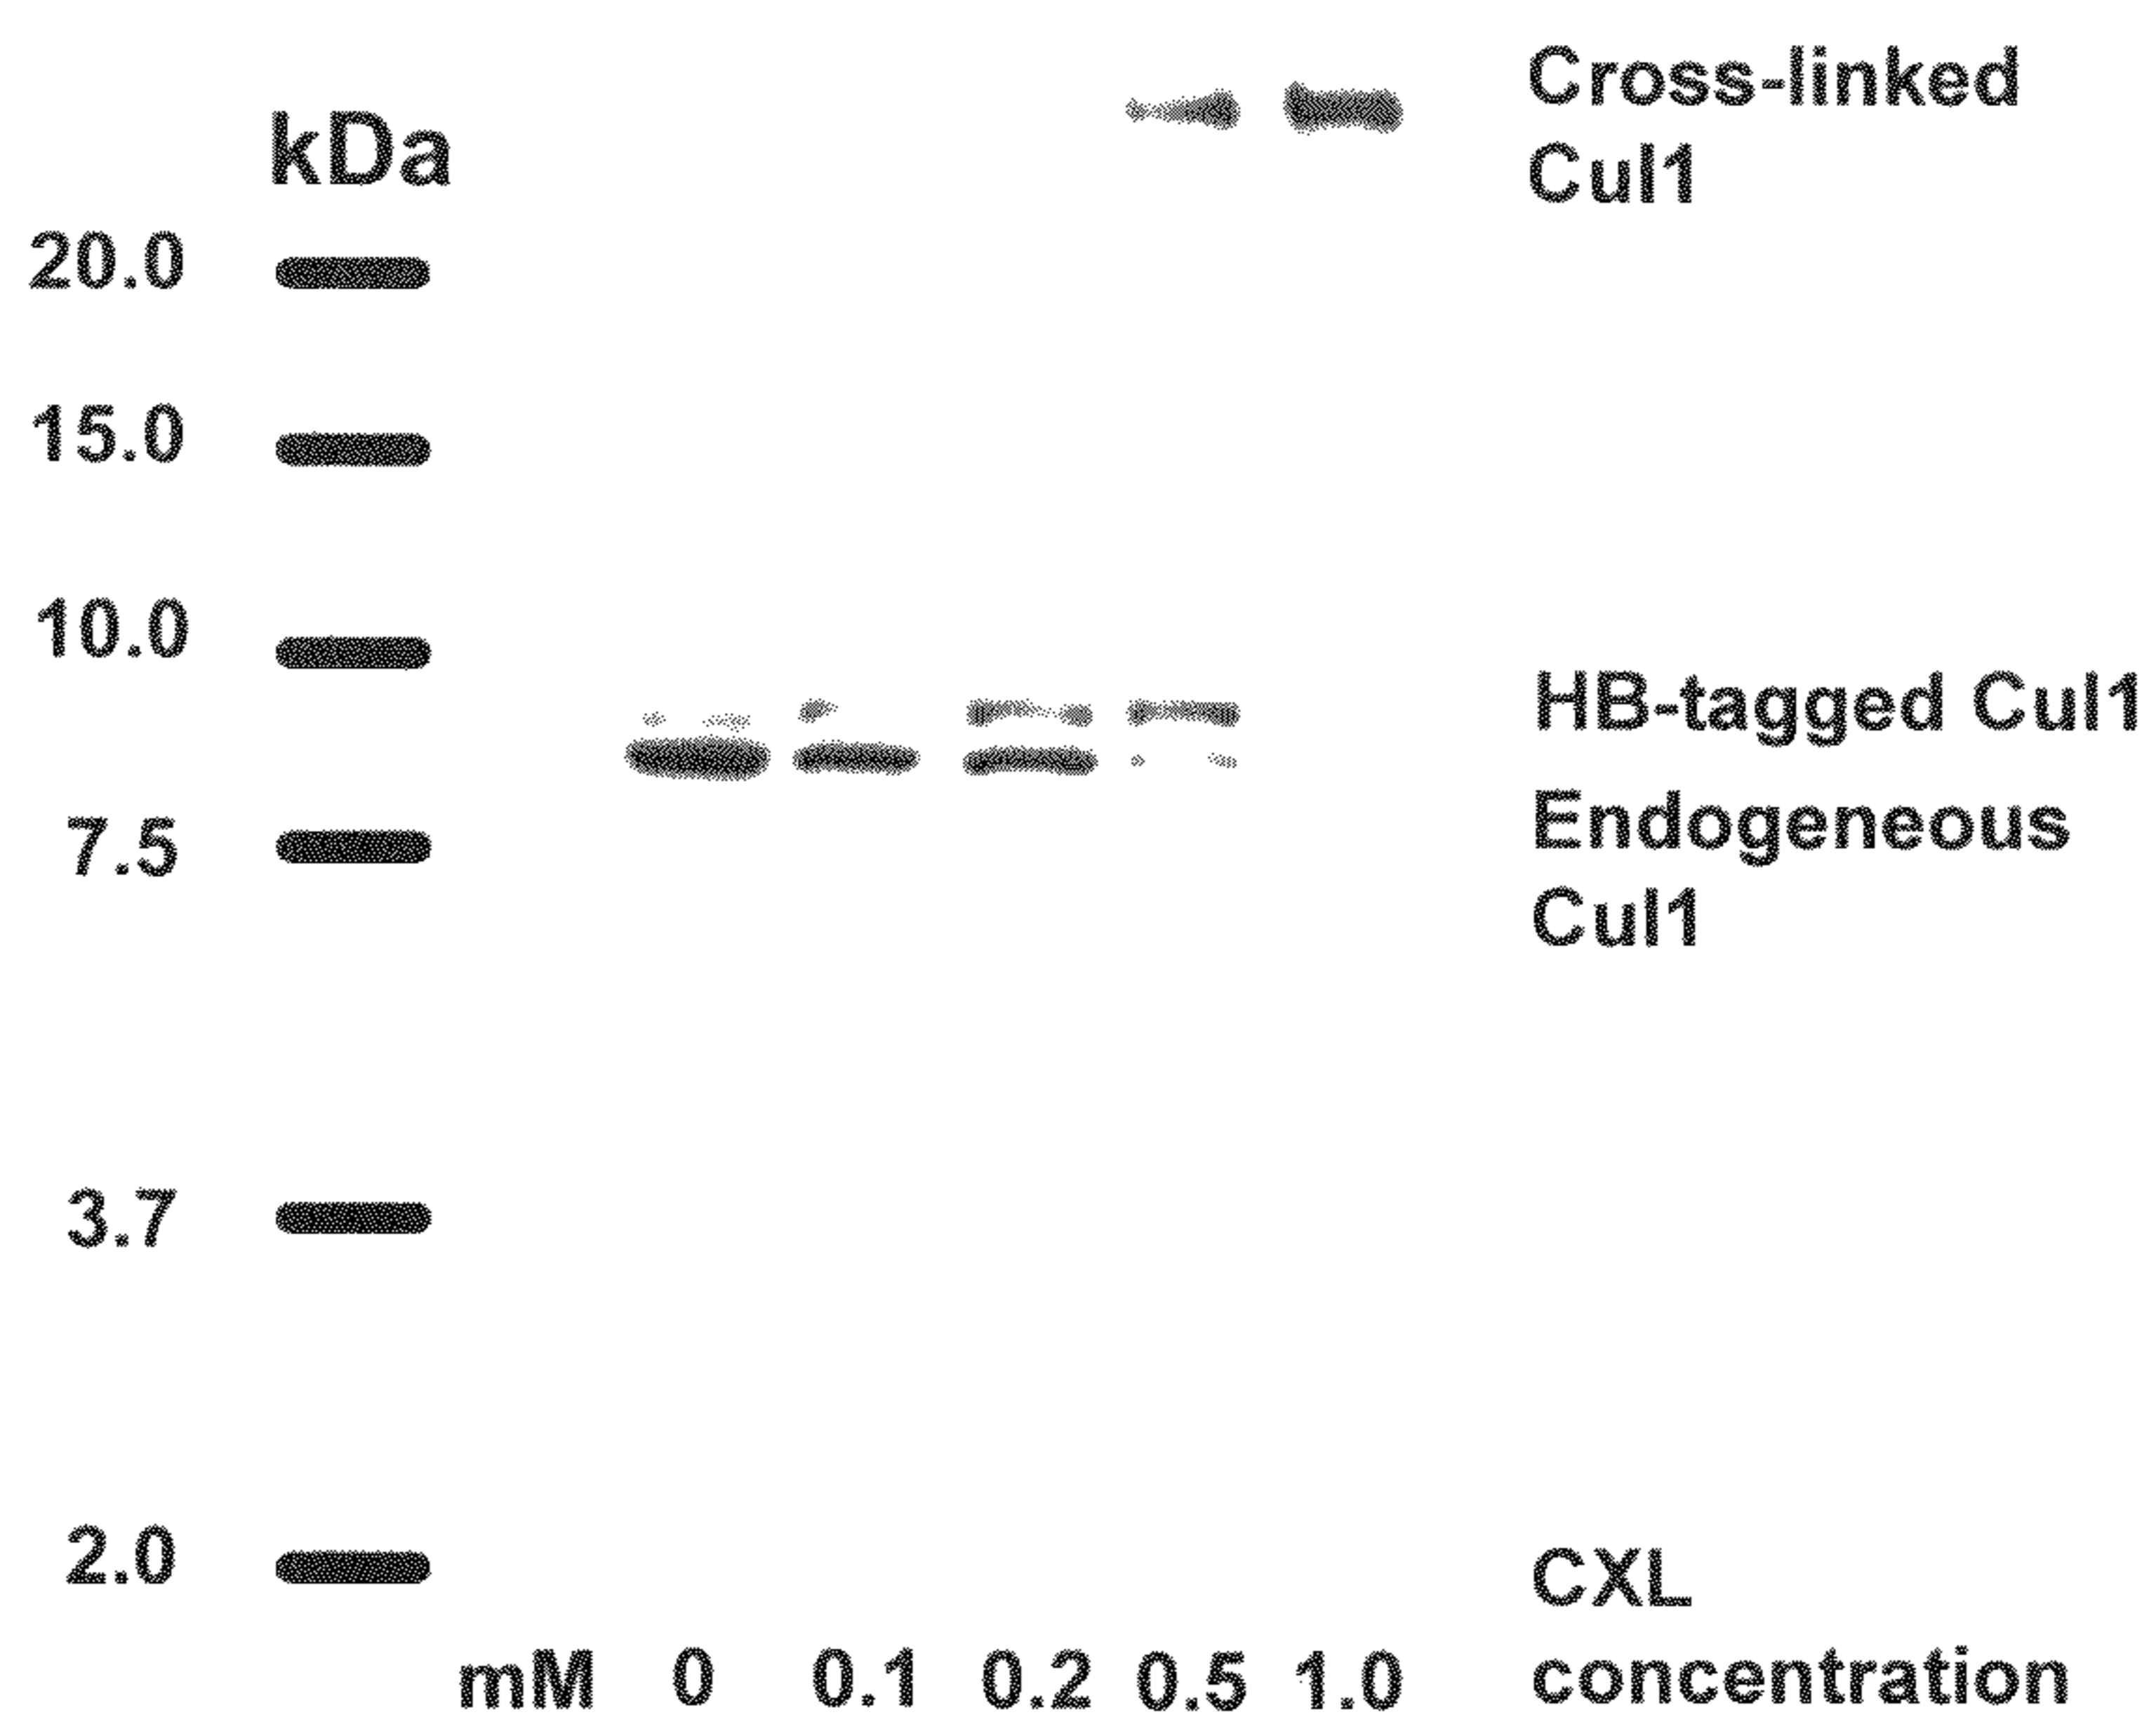 kDa
20.0
15.0
10.0
7.5
3.7
2.0
mM 0 0.1 0.2 0.5 1.0
Cross-linked
Cul1
HB-tagged Cul1
Endogeneous
Cul1
CXL
concentration